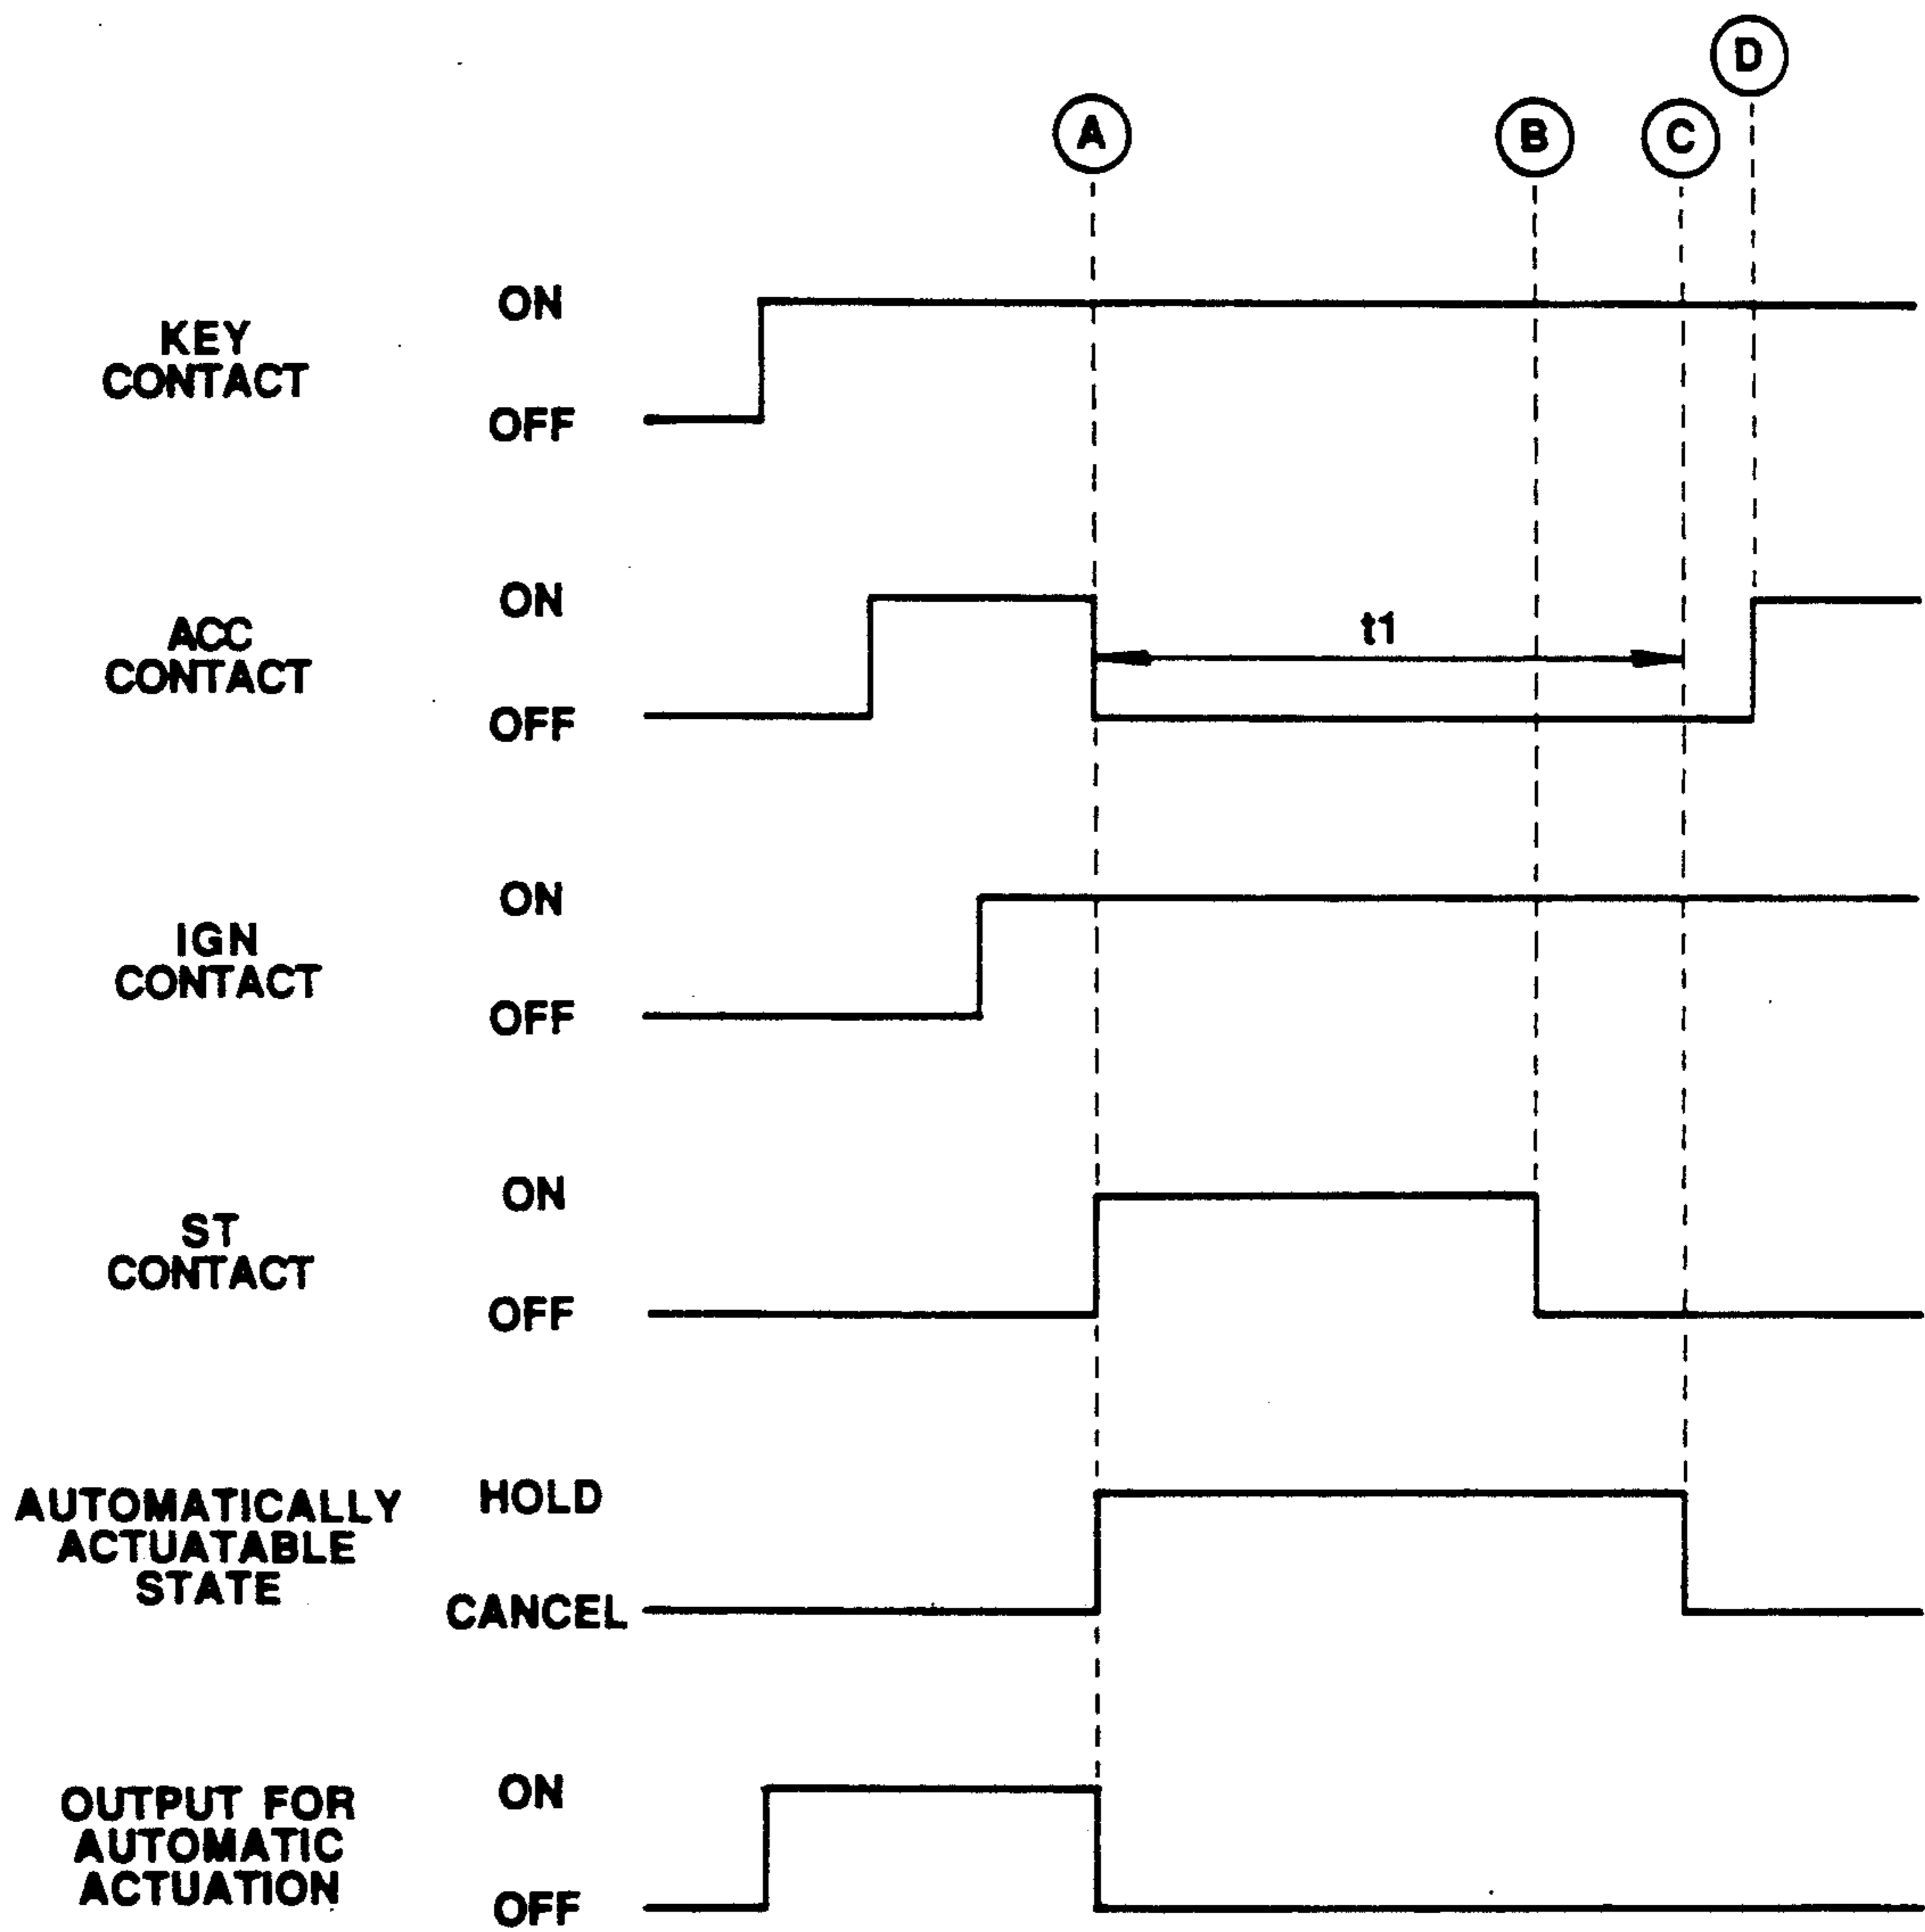 D
A
B
C
KEY
CONTACT
ON
OFF
ACC
CONTACT
ON
OFF
t1
IGN
CONTACT
ON
OFF
ST
CONTACT
ON
OFF
AUTOMATICALLY
ACTUATABLE
STATE
HOLD
CANCEL
OUTPUT FOR
AUTOMATIC
ACTUATION
ON
OFF